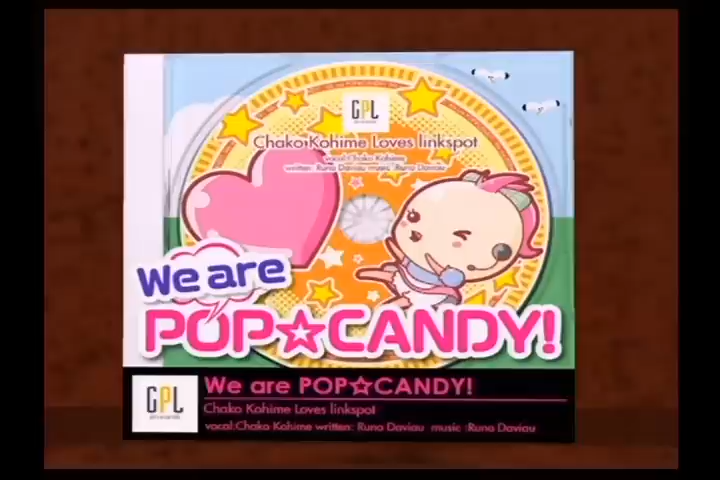 GPL
Chako Kohime Loves linkspot
vocal:Chako Kohime
written: Runa Daviau music :Runa Daviau
We are
POP☆CANDY!
GPL
We are POP☆CANDY!
Chako Kohime Loves linkspot
vocal:Chako Kohime written: Runa Daviau music :Runa Daviau